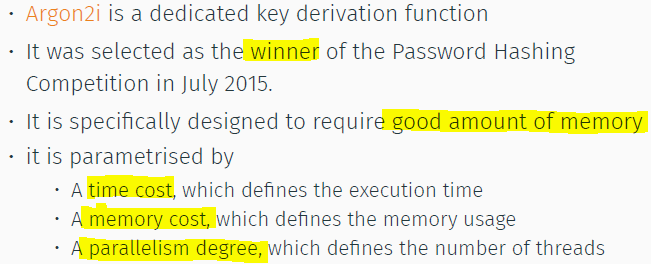 • Argon2i is a dedicated key derivation function
• It was selected as the winner of the Password Hashing
Competition in July 2015.
• It is specifically designed to require good amount of memory
• it is parametrised by
• A time cost, which defines the execution time
• A memory cost, which defines the memory usage
• A parallelism degree, which defines the number of threads